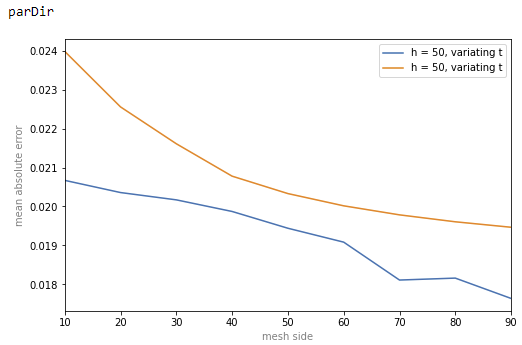 parDir
0.024
0.023
0.022
0.021
0.020
0.019
0.018
mean absolute error
h = 50, variating t
h = 50, variating t
10 20 30 40 50 60 70 80 90
mesh side